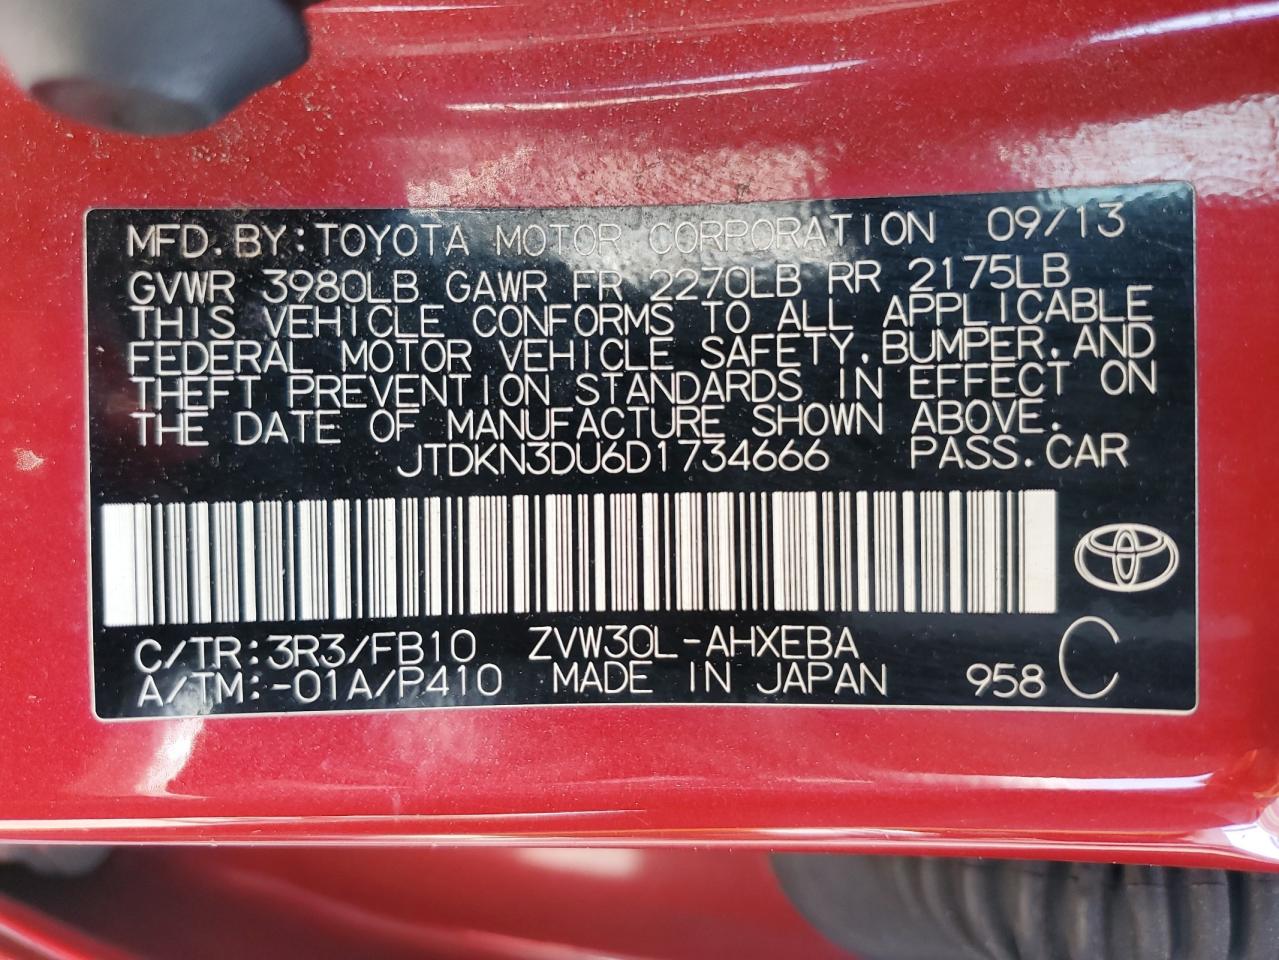 MFD. BY: TOYOTA MOTOR CORPORATION 09/13
GVWR 3980LB GAWR FR 2270LB RR 2175LB
THIS VEHICLE CONFORMS TO ALL APPLICABLE
FEDERAL MOTOR VEHICLE SAFETY, BUMPER, AND
THEFT PREVENTION STANDARDS IN EFFECT ON
THE DATE OF MANUFACTURE SHOWN ABOVE.
JTDKN3DU6D1734666 PASS. CAR
C/TR: 3R3/FB10 ZVW30L-AHXEBA
A/TM: -01A/P410 MADE IN JAPAN 958 C